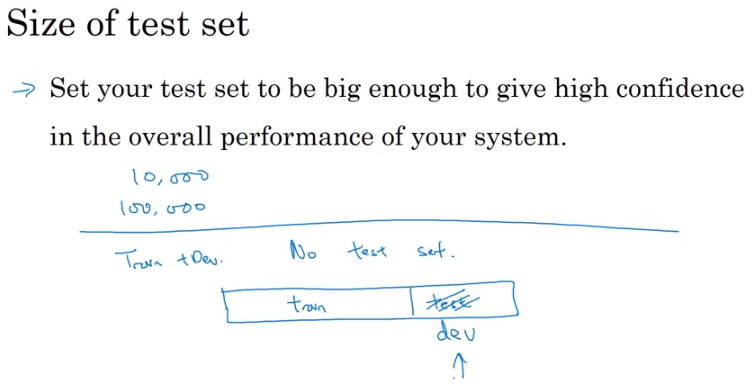 Size of test set
→ Set your test set to be big enough to give high confidence
in the overall performance of your system.
10,000
100,000
Train + Dev. No test set.
train test
dev